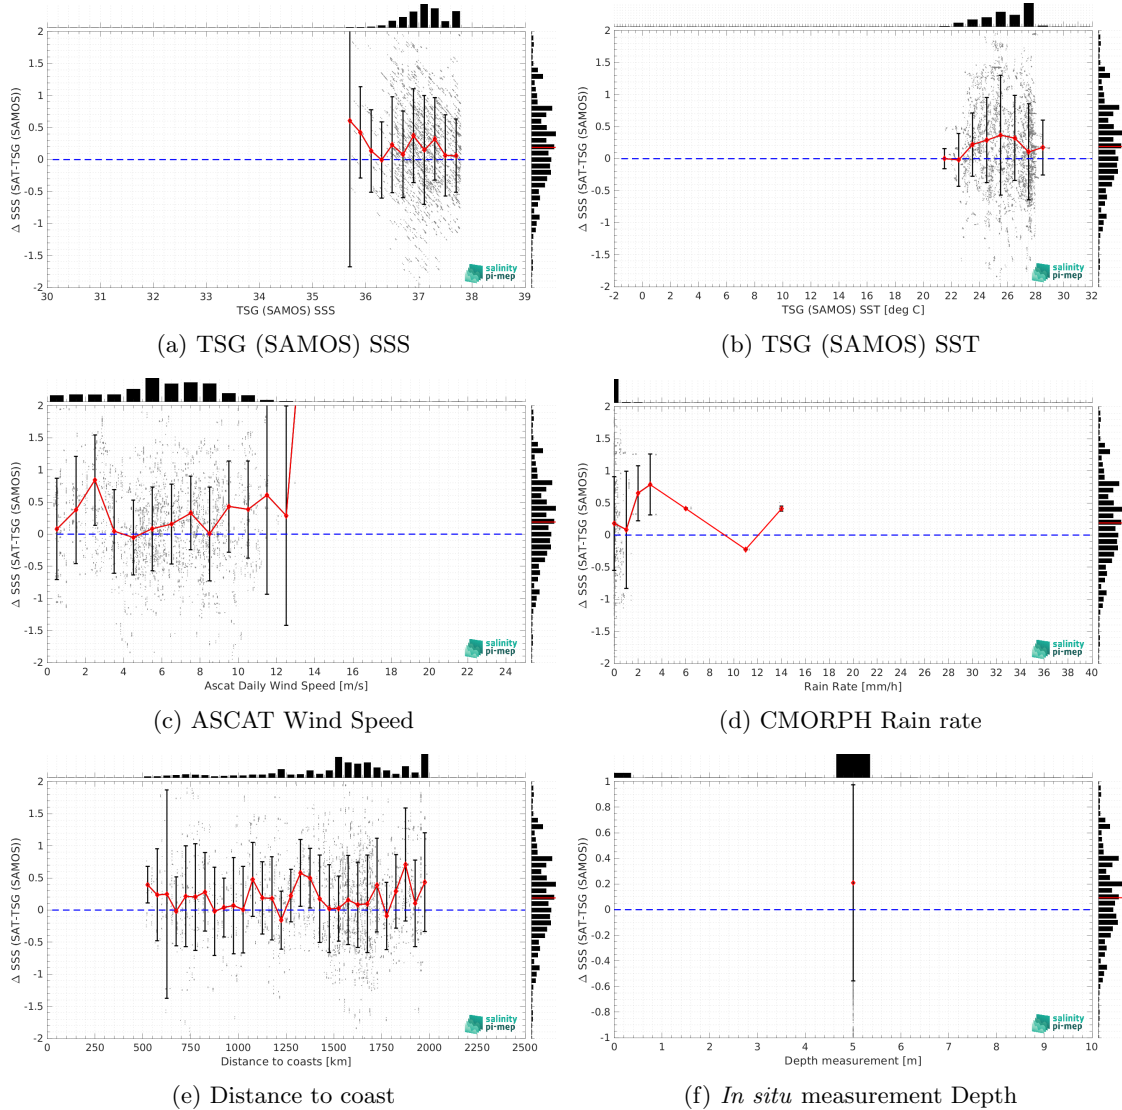 2
1.5
1
0.5
0
-0.5
-1
-1.5
-2
Δ SSS (SAT-TSG (SAMOS))
30 31 32 33 34 35 36 37 38 39
TSG (SAMOS) SSS
salinity
pi-mep
(a) TSG (SAMOS) SSS
2
1.5
1
0.5
0
-0.5
-1
-1.5
-2
Δ SSS (SAT-TSG (SAMOS))
-2 0 2 4 6 8 10 12 14 16 18 20 22 24 26 28 30 32
TSG (SAMOS) SST [deg C]
salinity
pi-mep
(b) TSG (SAMOS) SST
2
1.5
1
0.5
0
-0.5
-1
-1.5
-2
Δ SSS (SAT-TSG (SAMOS))
0 2 4 6 8 10 12 14 16 18 20 22 24
Ascat Daily Wind Speed [m/s]
salinity
pi-mep
(c) ASCAT Wind Speed
2
1.5
1
0.5
0
-0.5
-1
-1.5
-2
Δ SSS (SAT-TSG (SAMOS))
0 2 4 6 8 10 12 14 16 18 20 22 24 26 28 30 32 34 36 38 40
Rain Rate [mm/h]
salinity
pi-mep
(d) CMORPH Rain rate
2
1.5
1
0.5
0
0.5
1
-1.5
-2
Δ SSS (SAT-TSG (SAMOS))
0 250 500 750 1000 1250 1500 1750 2000 2250 2500
Distance to coasts [km]
salinity
pi-mep
(e) Distance to coast
1
0.8
0.6
0.4
0.2
0
-0.2
-0.4
-0.6
-0.8
-1
Δ SSS (SAT-TSG (SAMOS))
0 1 2 3 4 5 6 7 8 9 10
Depth measurement [m]
salinity
pi-mep
(f) In situ measurement Depth